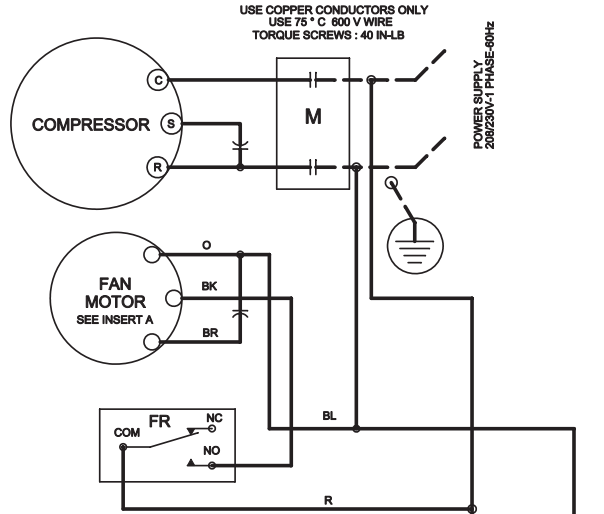 USE COPPER CONDUCTORS ONLY
USE 75 ° C 600 V WIRE
TORQUE SCREWS : 40 IN-LB
POWER SUPPLY
208/230V-1 PHASE-60Hz
C
COMPRESSOR
S
M
R
O
FAN
MOTOR
SEE INSERT A
BK
BR
FR
NC
COM
NO
BL
R